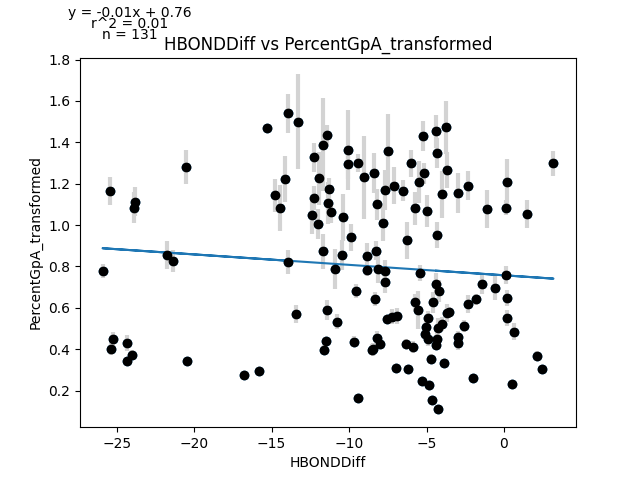 y = -0.01x + 0.76
r^2 = 0.01
n = 131
HBONDDiff vs PercentGpA_transformed
1.8
1.6
1.4
1.2
1.0
0.8
0.6
0.4
0.2
PercentGpA_transformed
−25
−20
−15
−10
−5
0
HBONDDiff